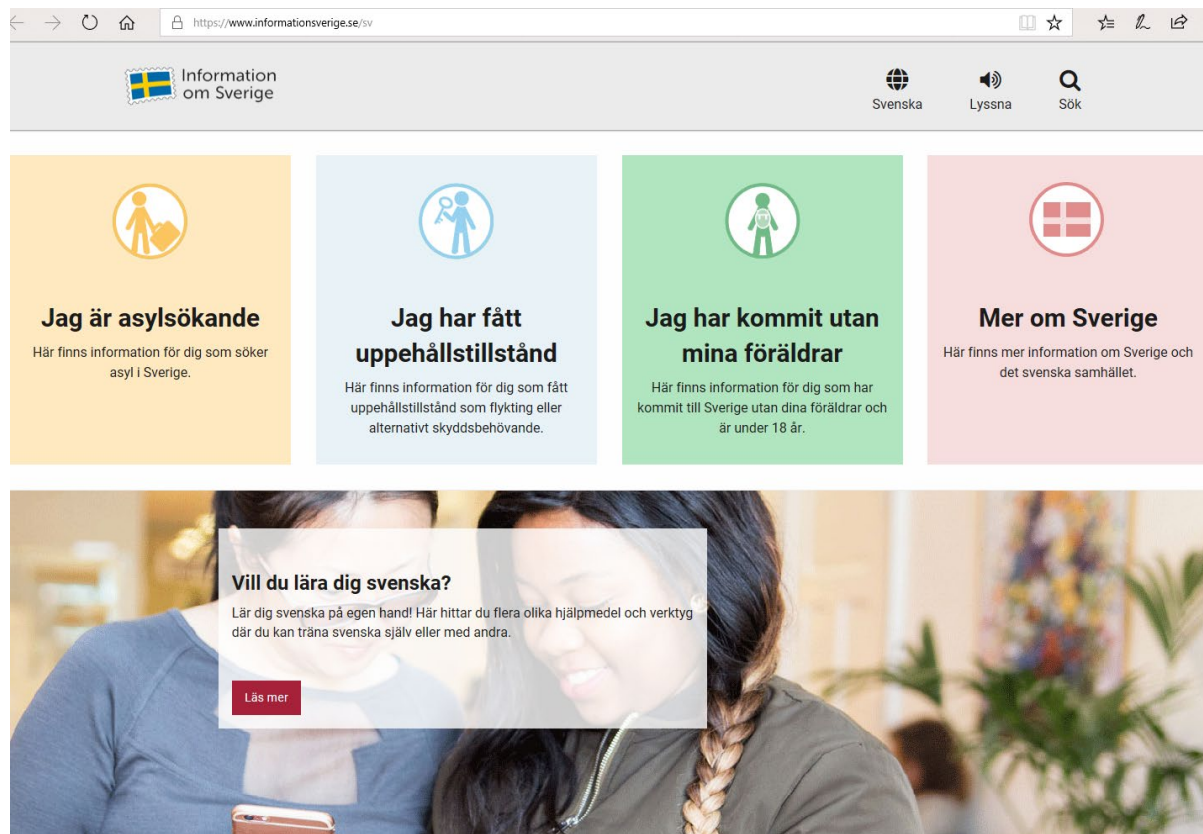 https://www.informationsverige.se/sv
Information
om Sverige
Svenska
Lyssna
Sök
Jag är asylsökande
Här finns information för dig som söker
asyl i Sverige.
Jag har fått
uppehållstillstånd
Här finns information för dig som fått
uppehållstillstånd som flykting eller
alternativt skyddsbehövande.
Jag har kommit utan
mina föräldrar
Här finns information för dig som har
kommit till Sverige utan dina föräldrar och
är under 18 år.
Mer om Sverige
Här finns mer information om Sverige och
det svenska samhället.
Vill du lära dig svenska?
Lär dig svenska på egen hand! Här hittar du flera olika hjälpmedel och verktyg
där du kan träna svenska själv eller med andra.
Läs mer